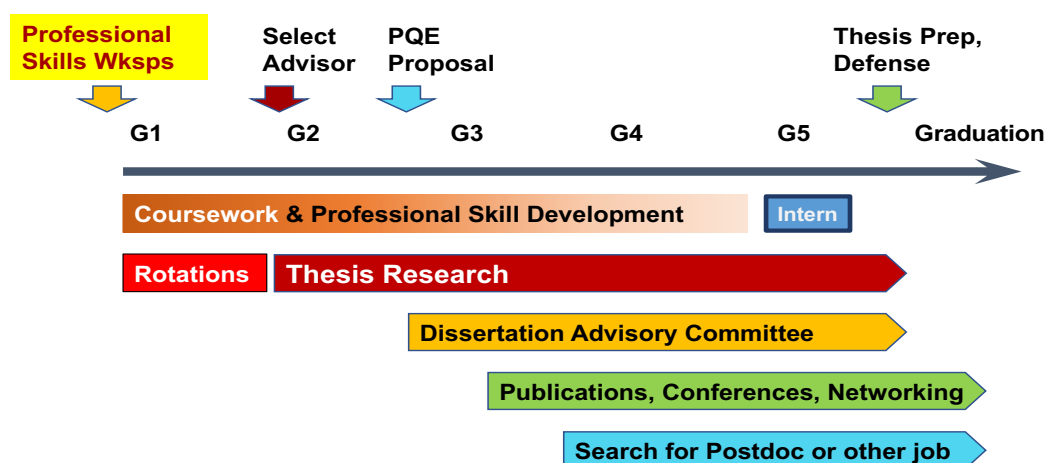 Professional
Skills Wksps
Select
Advisor
PQE
Proposal
Thesis Prep,
Defense
G1 G2 G3 G4 G5 Graduation
Coursework & Professional Skill Development
Intern
Rotations
Thesis Research
Dissertation Advisory Committee
Publications, Conferences, Networking
Search for Postdoc or other job